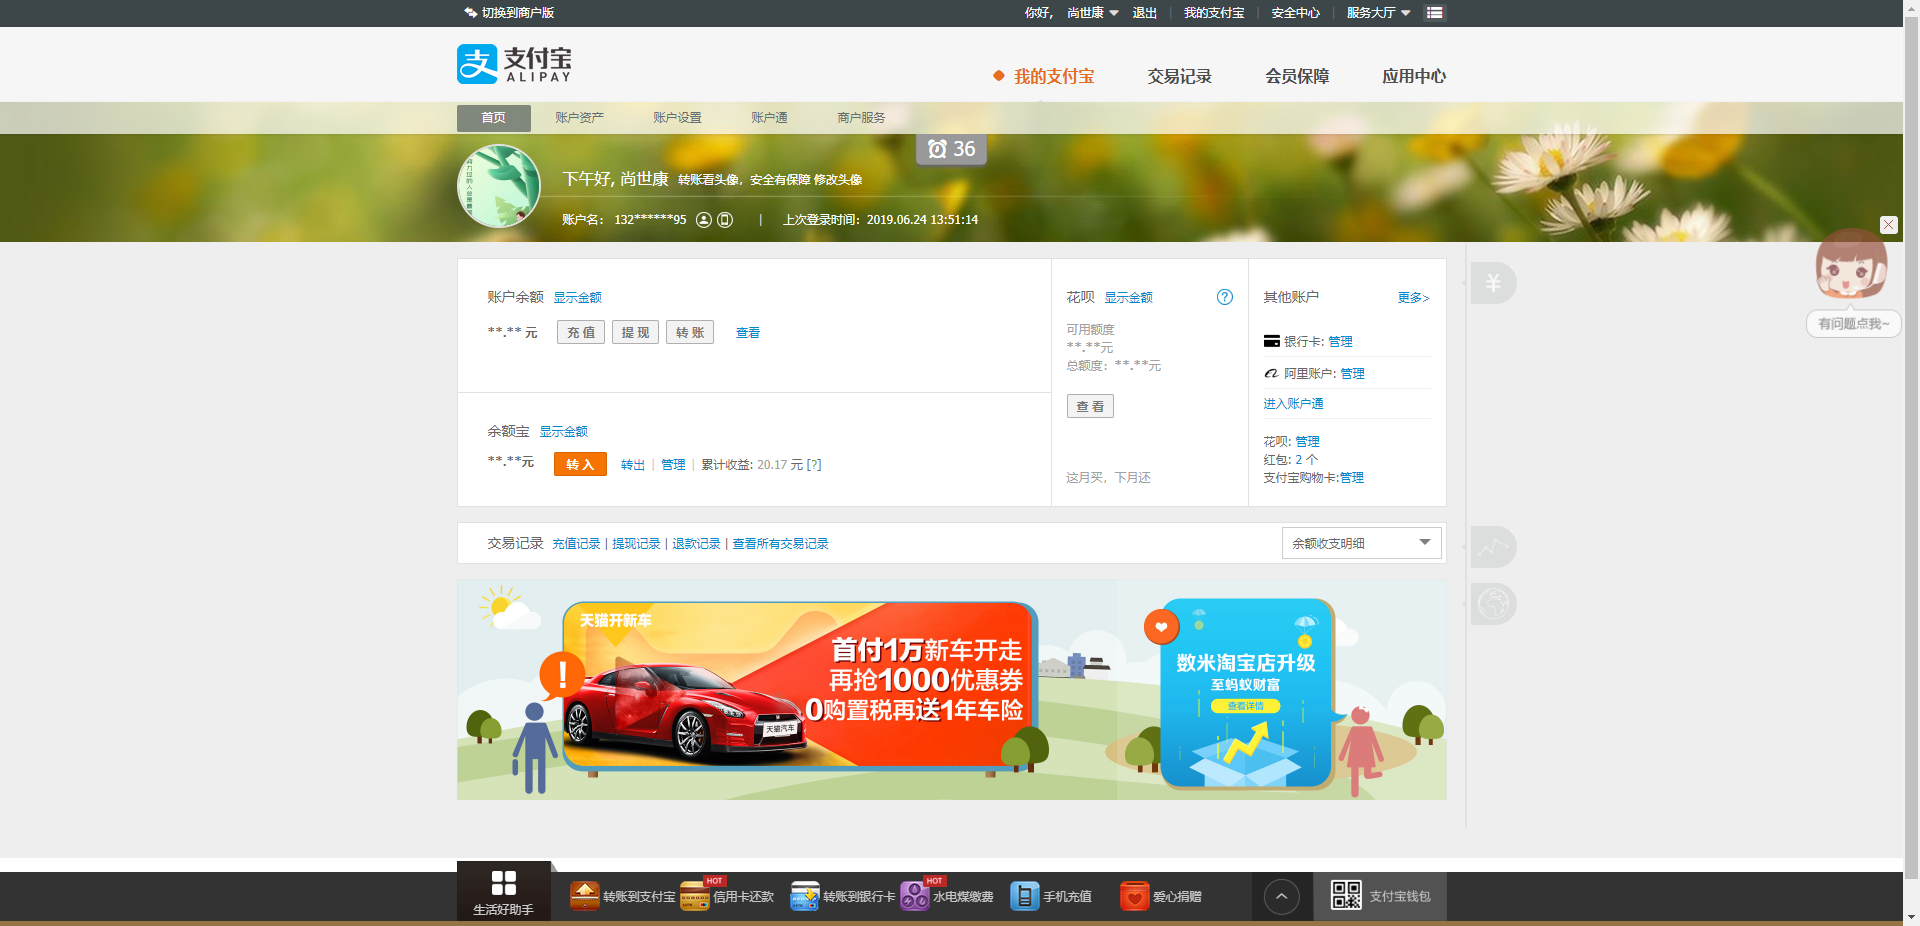 切换到商户版
你好, 尚世康 退出 我的支付宝 安全中心 服务大厅
支付宝
ALIPAY
我的支付宝 交易记录 会员保障 应用中心
首页 账户资产 账户设置 账户通 商户服务
36
下午好, 尚世康 转账看头像，安全有保障 修改头像
账户名： 132******95 | 上次登录时间：2019.06.24 13:51:14
有问题点我~
账户余额 显示金额
**.** 元 充 值 提 现 转 账 查看
余额宝 显示金额
**.**元 转 入 转出 | 管理 | 累计收益: 20.17 元 [?]
花呗 显示金额 ?
可用额度
**.**元
总额度：**.**元
查 看
这月买，下月还
其他账户 更多>
银行卡: 管理
阿里账户: 管理
进入账户通
花呗: 管理
红包: 2 个
支付宝购物卡:管理
¥
交易记录 充值记录 | 提现记录 | 退款记录 | 查看所有交易记录
余额收支明细
天猫开新车
首付1万新车开走
再抢1000优惠券
0购置税再送1年车险
天猫汽车
!
数米淘宝店升级
至蚂蚁财富
查看详情
生活好助手
转账到支付宝
HOT
信用卡还款
转账到银行卡
HOT
水电煤缴费
手机充值
爱心捐赠
支付宝钱包